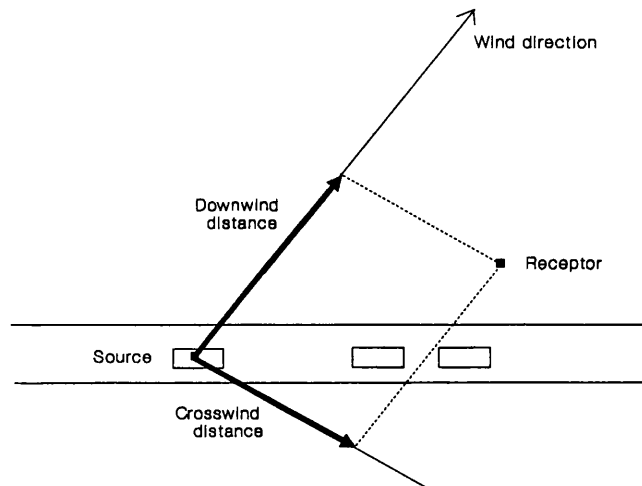 Wind direction
Downwind
distance
Receptor
Source
Crosswind
distance